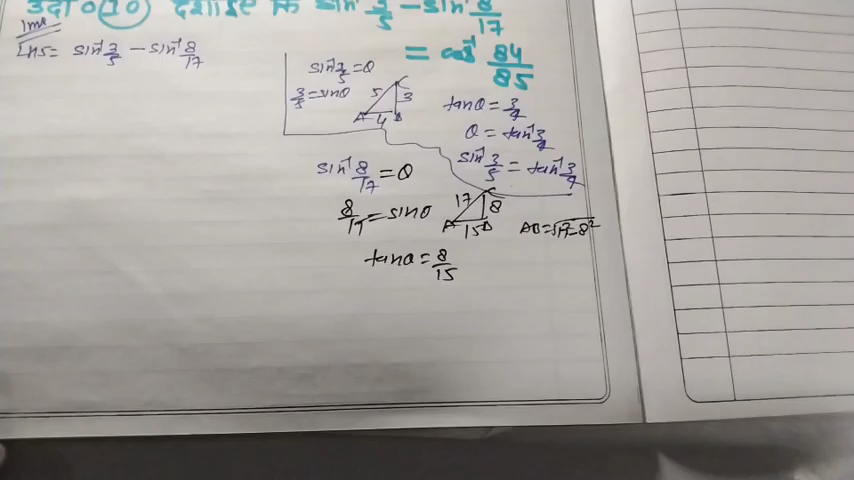 उदा० 10 दर्शाइए कि sin⁻¹ 3/5 − sin⁻¹ 8/17
= cos⁻¹ 84/85
Imp
LHS = sin⁻¹ 3/5 − sin⁻¹ 8/17
sin⁻¹ 3/5 = θ
3/5 = sinθ
5 3
A 4 B C
tanθ = 3/4
θ = tan⁻¹ 3/4
sin⁻¹ 3/5 = tan⁻¹ 3/4
sin⁻¹ 8/17 = θ
8/17 = sinθ
17 8
A 15 B C
AB = √17²−8²
tanθ = 8/15